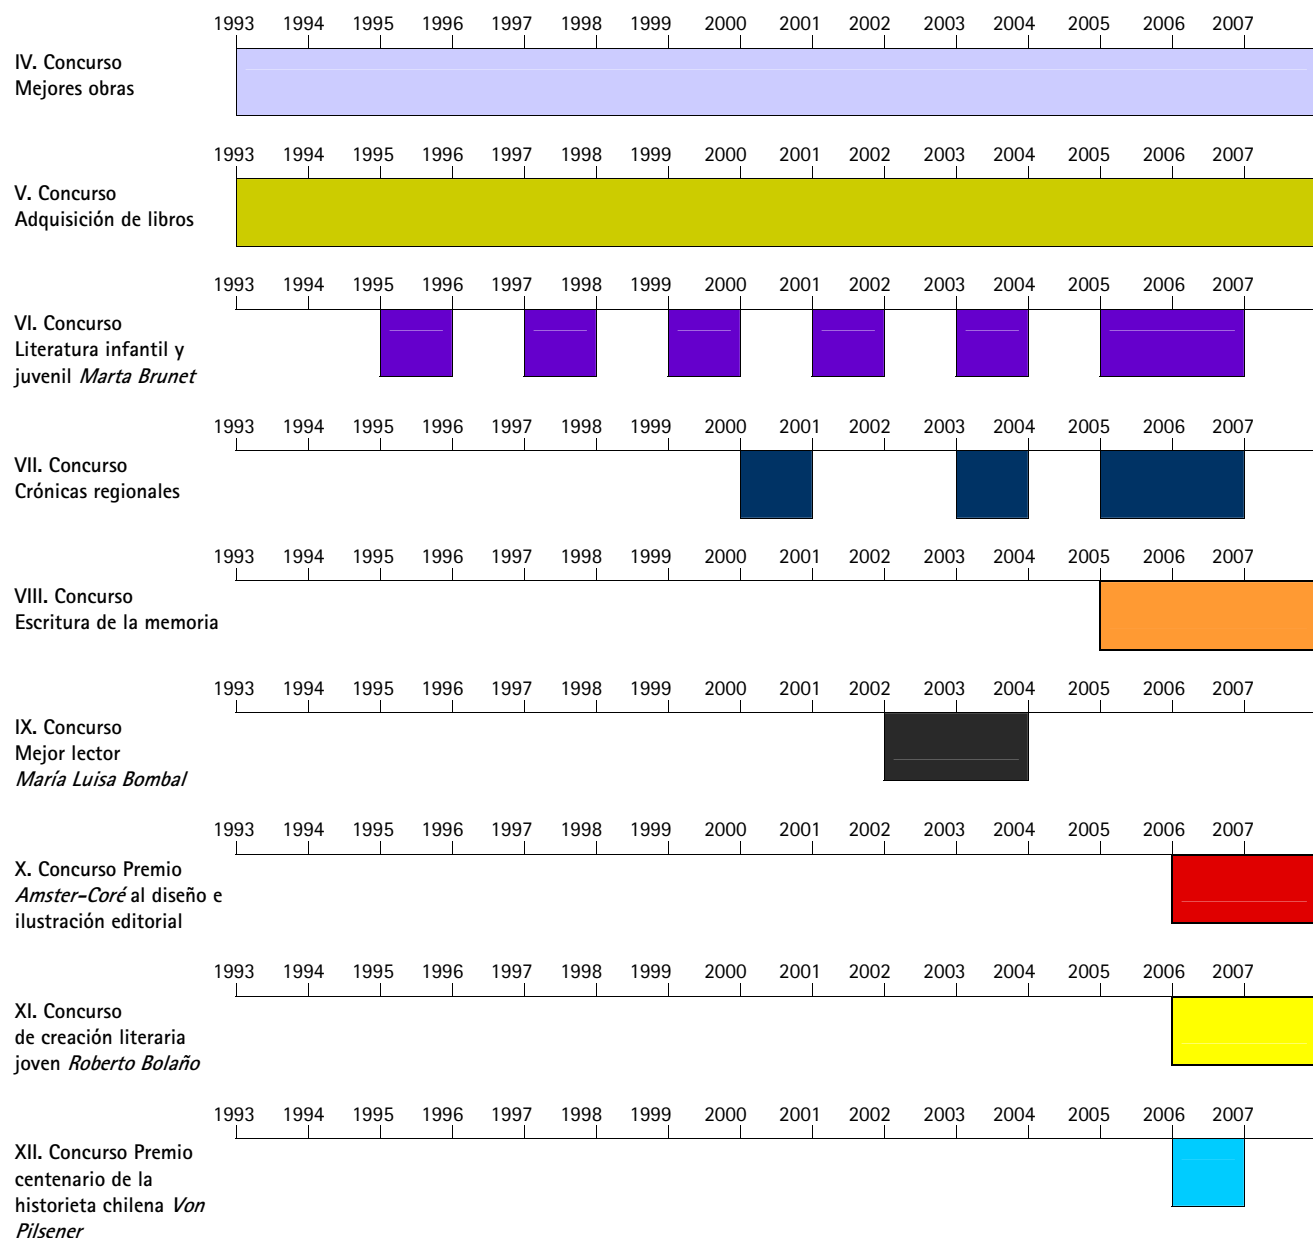 1993 1994 1995 1996 1997 1998 1999 2000 2001 2002 2003 2004 2005 2006 2007
IV. Concurso
Mejores obras
1993 1994 1995 1996 1997 1998 1999 2000 2001 2002 2003 2004 2005 2006 2007
V. Concurso
Adquisición de libros
1993 1994 1995 1996 1997 1998 1999 2000 2001 2002 2003 2004 2005 2006 2007
VI. Concurso
Literatura infantil y
juvenil Marta Brunet
1993 1994 1995 1996 1997 1998 1999 2000 2001 2002 2003 2004 2005 2006 2007
VII. Concurso
Crónicas regionales
1993 1994 1995 1996 1997 1998 1999 2000 2001 2002 2003 2004 2005 2006 2007
VIII. Concurso
Escritura de la memoria
1993 1994 1995 1996 1997 1998 1999 2000 2001 2002 2003 2004 2005 2006 2007
IX. Concurso
Mejor lector
María Luisa Bombal
1993 1994 1995 1996 1997 1998 1999 2000 2001 2002 2003 2004 2005 2006 2007
X. Concurso Premio
Amster-Coré al diseño e
ilustración editorial
1993 1994 1995 1996 1997 1998 1999 2000 2001 2002 2003 2004 2005 2006 2007
XI. Concurso
de creación literaria
joven Roberto Bolaño
1993 1994 1995 1996 1997 1998 1999 2000 2001 2002 2003 2004 2005 2006 2007
XII. Concurso Premio
centenario de la
historieta chilena Von
Pilsener